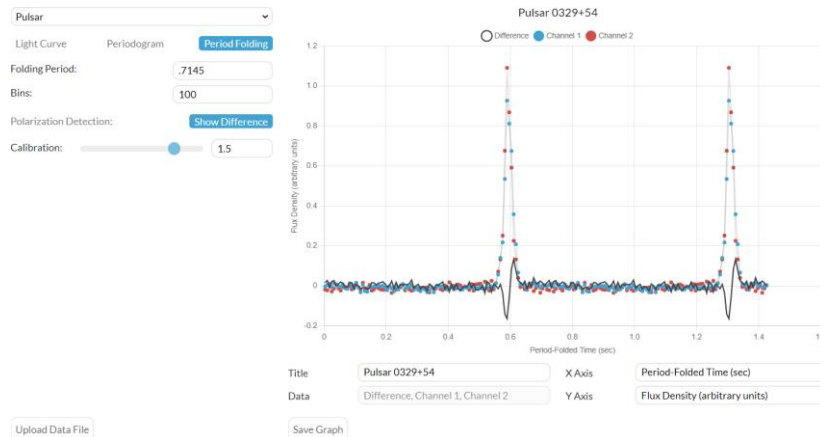 Pulsar
Light Curve Periodogram Period Folding
Folding Period: .7145
Bins: 100
Polarization Detection: Show Difference
Calibration: 1.5
Pulsar 0329+54
Difference Channel 1 Channel 2
Flux Density (arbitrary units)
1.2
1.0
0.8
0.6
0.4
0.2
0
-0.2
0 0.2 0.4 0.6 0.8 1.0 1.2 1.4
Period-Folded Time (sec)
Title Pulsar 0329+54 X Axis Period-Folded Time (sec)
Data Difference, Channel 1, Channel 2 Y Axis Flux Density (arbitrary units)
Upload Data File Save Graph